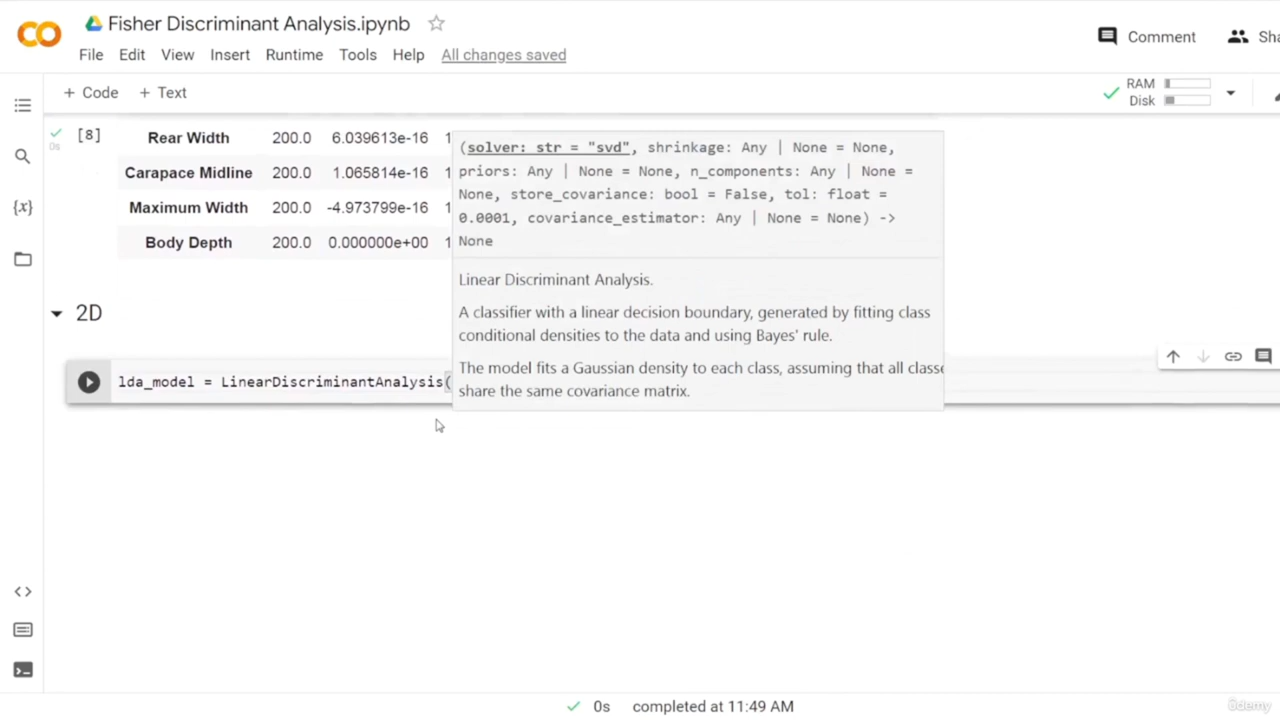 Fisher Discriminant Analysis.ipynb
File Edit View Insert Runtime Tools Help All changes saved
Comment
+ Code + Text
RAM
Disk
0s
[8]
Rear Width 200.0 6.039613e-16 1
Carapace Midline 200.0 1.065814e-16
Maximum Width 200.0 -4.973799e-16
Body Depth 200.0 0.000000e+00 1
(solver: str = "svd", shrinkage: Any | None = None,
priors: Any | None = None, n_components: Any | None =
None, store_covariance: bool = False, tol: float =
0.0001, covariance_estimator: Any | None = None) ->
None
Linear Discriminant Analysis.
A classifier with a linear decision boundary, generated by fitting class
conditional densities to the data and using Bayes' rule.
The model fits a Gaussian density to each class, assuming that all classe
share the same covariance matrix.
2D
lda_model = LinearDiscriminantAnalysis(
{x}
<>
0s completed at 11:49 AM
ûdemy